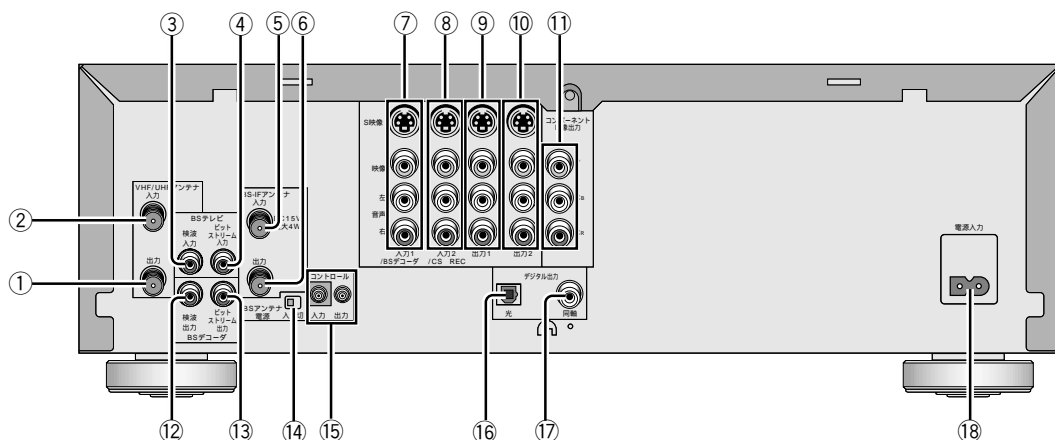 ③ ④ ⑤ ⑥ ⑦ ⑧ ⑨ ⑩ ⑪
S映像
コンポーネント
映像出力
映像
左
音声
右
入力1
/BSデコーダ
入力2
/CS REC
出力1
出力2
VHF/UHFアンテナ
入力
BS-IFアンテナ
入力
②
BSテレビ
検波
入力
ビット
ストリーム
入力
出力
出力
①
検波
出力
ビット
ストリーム
出力
BSデコーダ
BSアンテナ
電源
入
切
コントロール
入力 出力
デジタル出力
光
同軸
電源入力
⑫ ⑬ ⑭ ⑮ ⑯ ⑰ ⑱